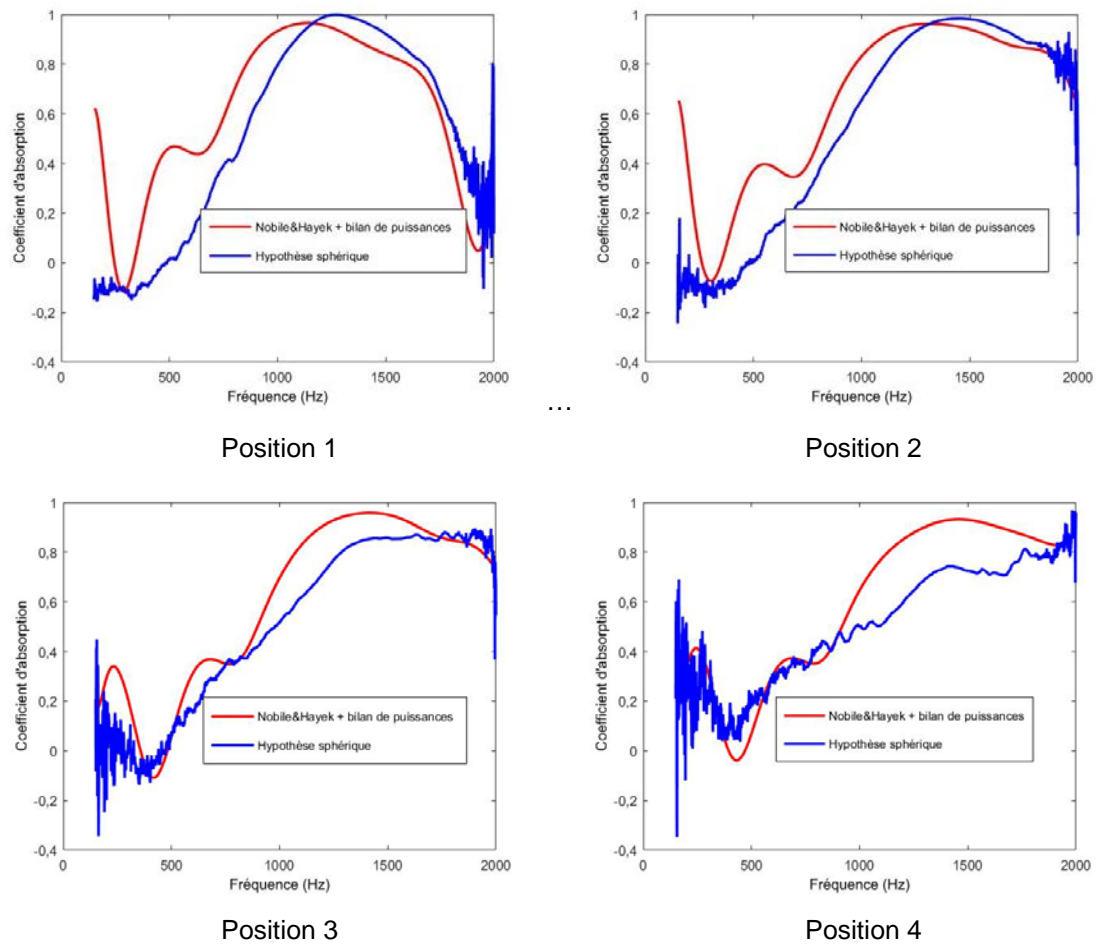 1
0,8
0,6
0,4
0,2
0
-0,2
-0,4
Coefficient d'absorption
Nobile&Hayek + bilan de puissances
Hypothèse sphérique
0 500 1000 1500 2000
Fréquence (Hz)
1
0,8
0,6
0,4
0,2
0
-0,2
-0,4
Coefficient d'absorption
Nobile&Hayek + bilan de puissances
Hypothèse sphérique
0 500 1000 1500 2000
Fréquence (Hz)
...
Position 1
Position 2
1
0,8
0,6
0,4
0,2
0
-0,2
-0,4
Coefficient d'absorption
Nobile&Hayek + bilan de puissances
Hypothèse sphérique
0 500 1000 1500 2000
Fréquence (Hz)
1
0,8
0,6
0,4
0,2
0
-0,2
-0,4
Coefficient d'absorption
Nobile&Hayek + bilan de puissances
Hypothèse sphérique
0 500 1000 1500 2000
Fréquence (Hz)
Position 3
Position 4